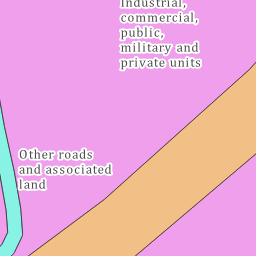 Industrial,
commercial,
public,
military and
private units
Other roads
and associated
land